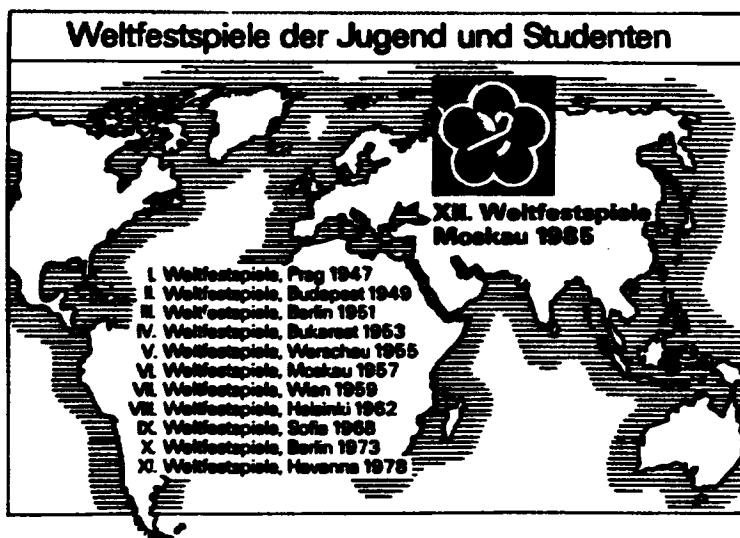 Weltfestspiele der Jugend und Studenten
XII. Weltfestspiele
Moskau 1985
I. Weltfestspiele, Prag 1947
II. Weltfestspiele, Budapest 1949
III. Weltfestspiele, Berlin 1951
IV. Weltfestspiele, Bukarest 1953
V. Weltfestspiele, Warschau 1955
VI. Weltfestspiele, Moskau 1957
VII. Weltfestspiele, Wien 1959
VIII. Weltfestspiele, Helsinki 1962
IX. Weltfestspiele, Sofia 1968
X. Weltfestspiele, Berlin 1973
XI. Weltfestspiele, Havanna 1978